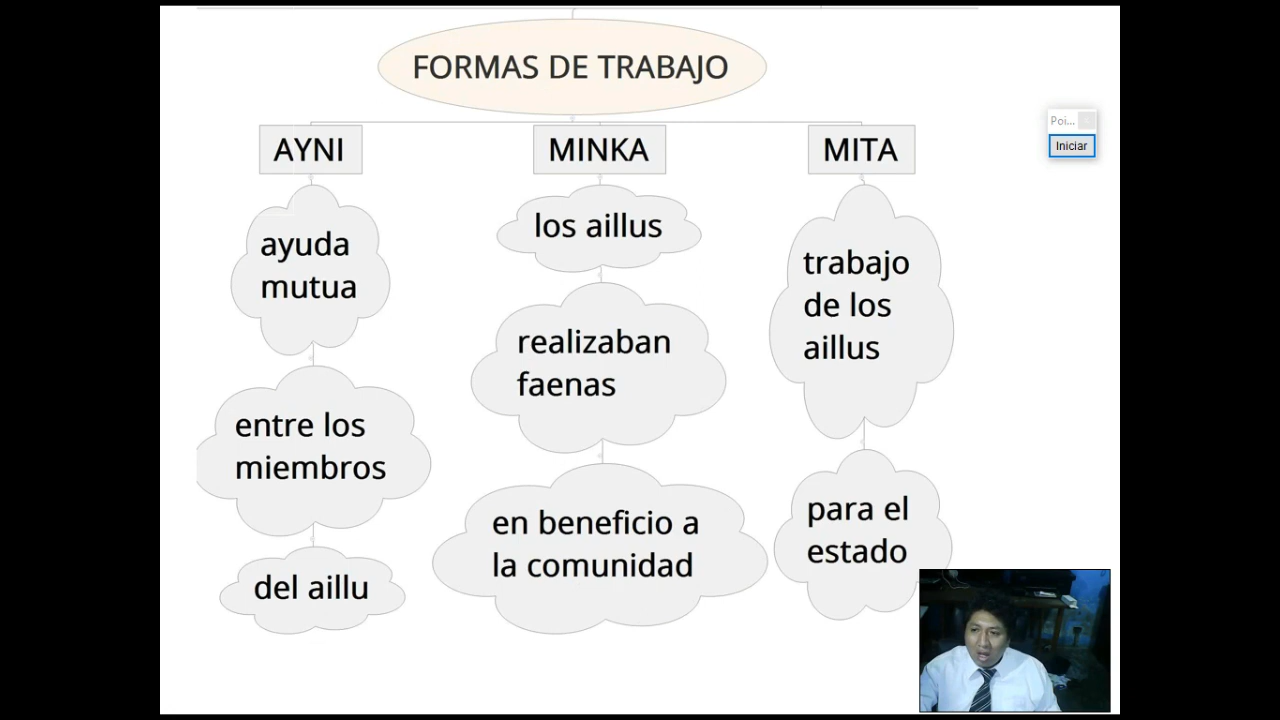 FORMAS DE TRABAJO
AYNI
MINKA
MITA
ayuda
mutua
entre los
miembros
del aillu
los aillus
realizaban
faenas
en beneficio a
la comunidad
trabajo
de los
aillus
para el
estado
Poi...
Iniciar